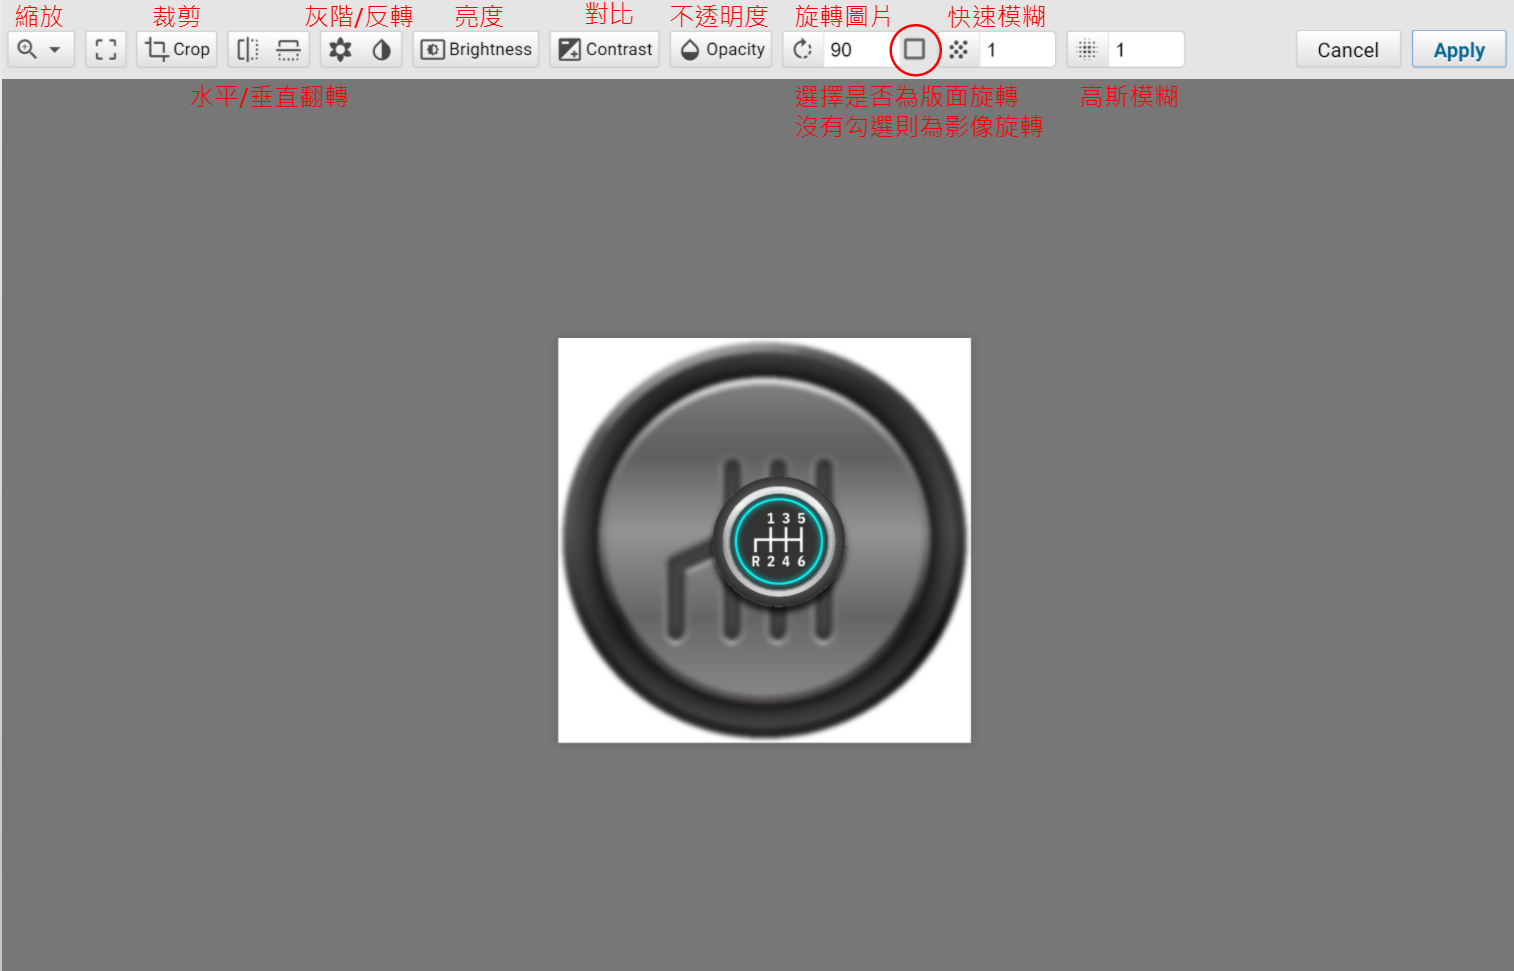 縮放 裁剪 灰階/反轉 亮度 對比 不透明度 旋轉圖片 快速模糊
Crop Brightness Contrast Opacity 90 1 1 Cancel Apply
水平/垂直翻轉 選擇是否為版面旋轉 高斯模糊
沒有勾選則為影像旋轉
1 3 5
R 2 4 6